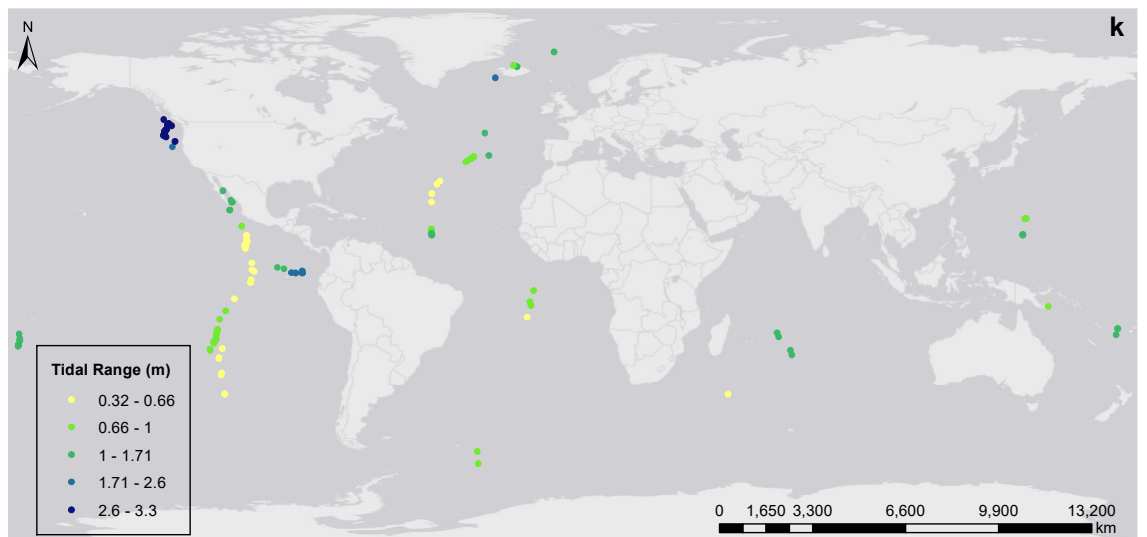 N
k
Tidal Range (m)
0.32 - 0.66
0.66 - 1
1 - 1.71
1.71 - 2.6
2.6 - 3.3
0 1,650 3,300 6,600 9,900 13,200
km